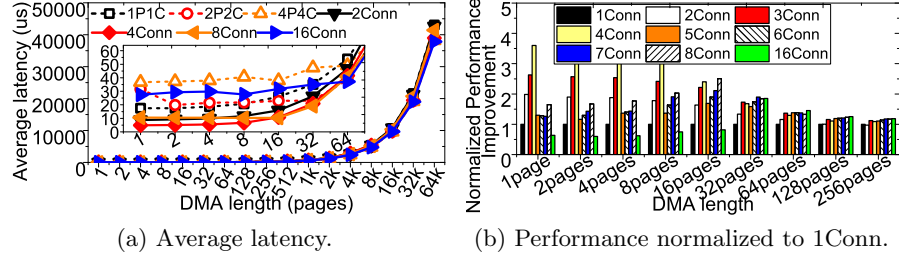 1P1C 2P2C 4P4C 2Conn
4Conn 8Conn 16Conn
Average latency (us)
50000
40000
30000
20000
10000
0
60
50
40
30
20
10
0
1 2 4 8 16 32 64
1 2 4 8 16 32 64 128 256 2512 1k 2k 4k 8k 16k 32k 64k
DMA length (pages)
(a) Average latency.
1Conn 2Conn 3Conn
4Conn 5Conn 6Conn
7Conn 8Conn 16Conn
Normalized Performance
Improvement
5
4
3
2
1
0
1page 2pages 4pages 8pages 16pages 32pages 64pages 128pages 256pages
DMA length
(b) Performance normalized to 1Conn.